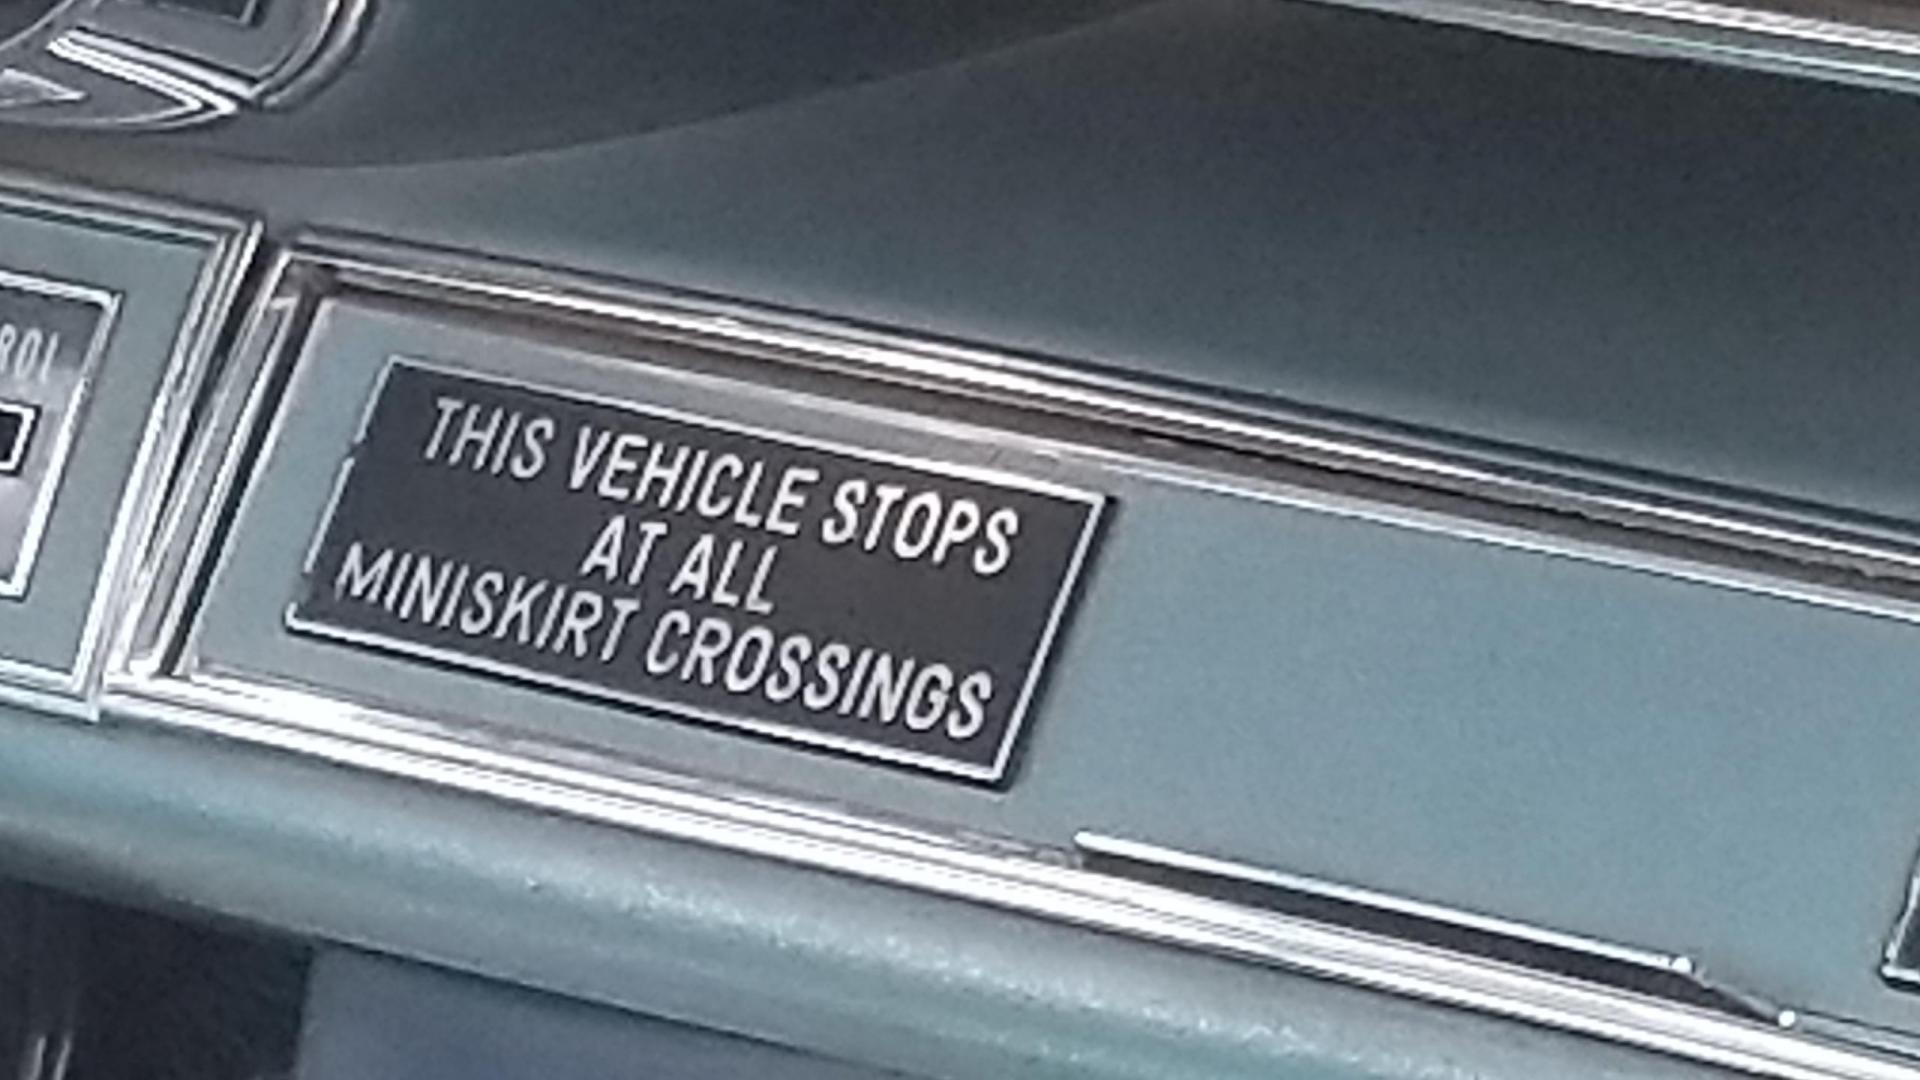 THIS VEHICLE STOPS
AT ALL
MINISKIRT CROSSINGS